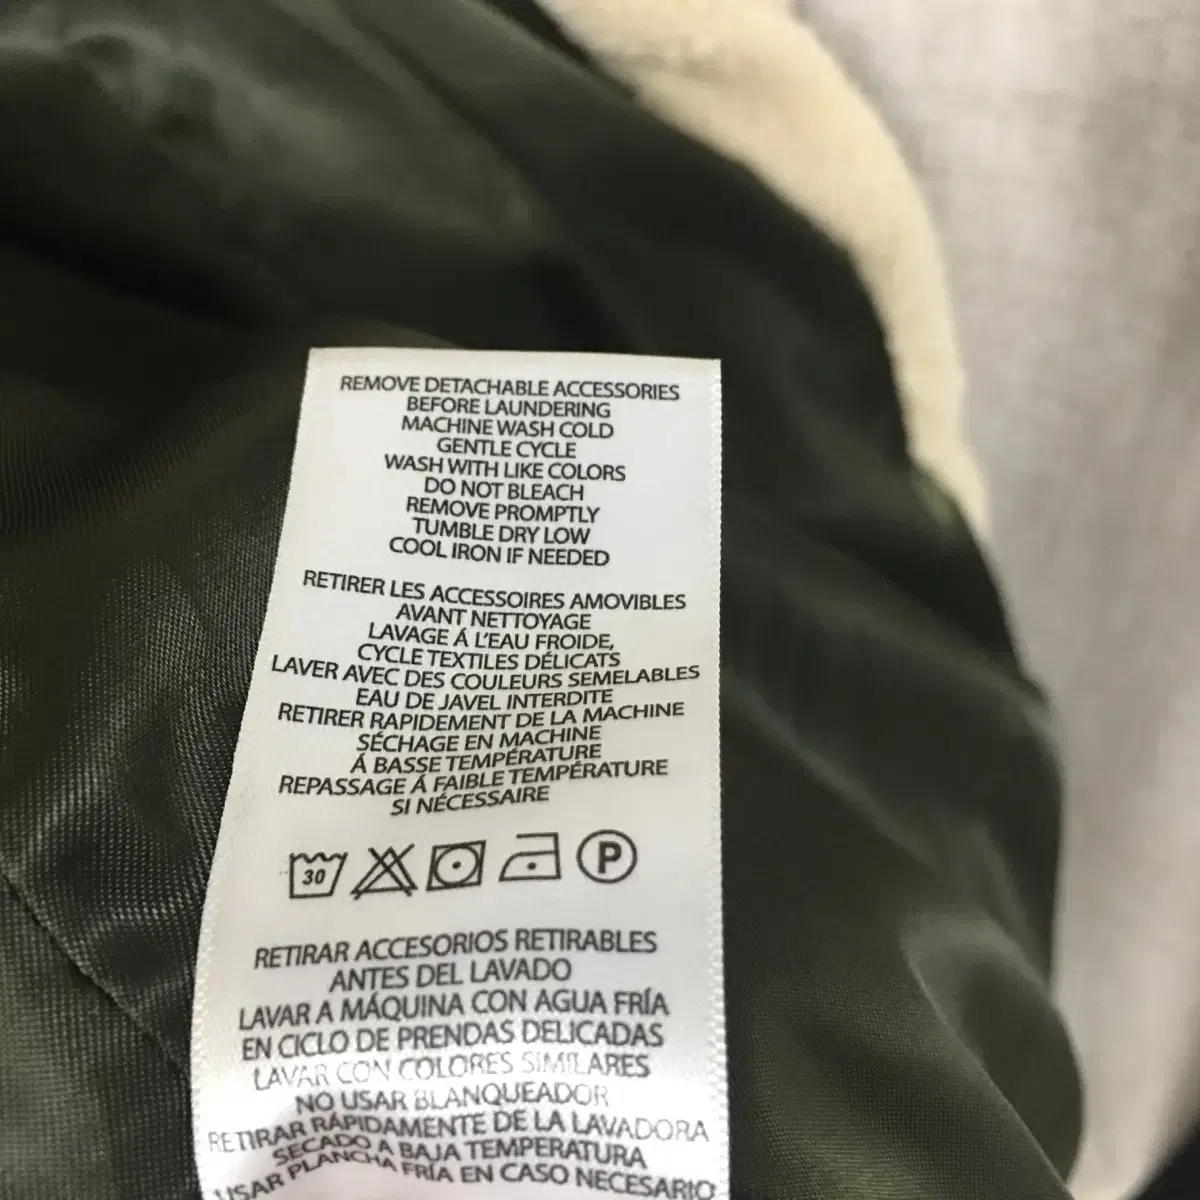 REMOVE DETACHABLE ACCESSORIES
BEFORE LAUNDERING
MACHINE WASH COLD
GENTLE CYCLE
WASH WITH LIKE COLORS
DO NOT BLEACH
REMOVE PROMPTLY
TUMBLE DRY LOW
COOL IRON IF NEEDED
RETIRER LES ACCESSOIRES AMOVIBLES
AVANT NETTOYAGE
LAVAGE Á L'EAU FROIDE,
CYCLE TEXTILES DÉLICATS
LAVER AVEC DES COULEURS SEMELABLES
EAU DE JAVEL INTERDITE
RETIRER RAPIDEMENT DE LA MACHINE
SÉCHAGE EN MACHINE
Á BASSE TEMPÉRATURE
REPASSAGE Á FAIBLE TEMPÉRATURE
SI NÉCESSAIRE
30 P
RETIRAR ACCESORIOS RETIRABLES
ANTES DEL LAVADO
LAVAR A MÁQUINA CON AGUA FRÍA
EN CICLO DE PRENDAS DELICADAS
LAVAR CON COLORES SIMILARES
NO USAR BLANQUEADOR
RETIRAR RÁPIDAMENTE DE LA LAVADORA
SECADO A BAJA TEMPERATURA
USAR PLANCHA FRÍA EN CASO NECESARIO